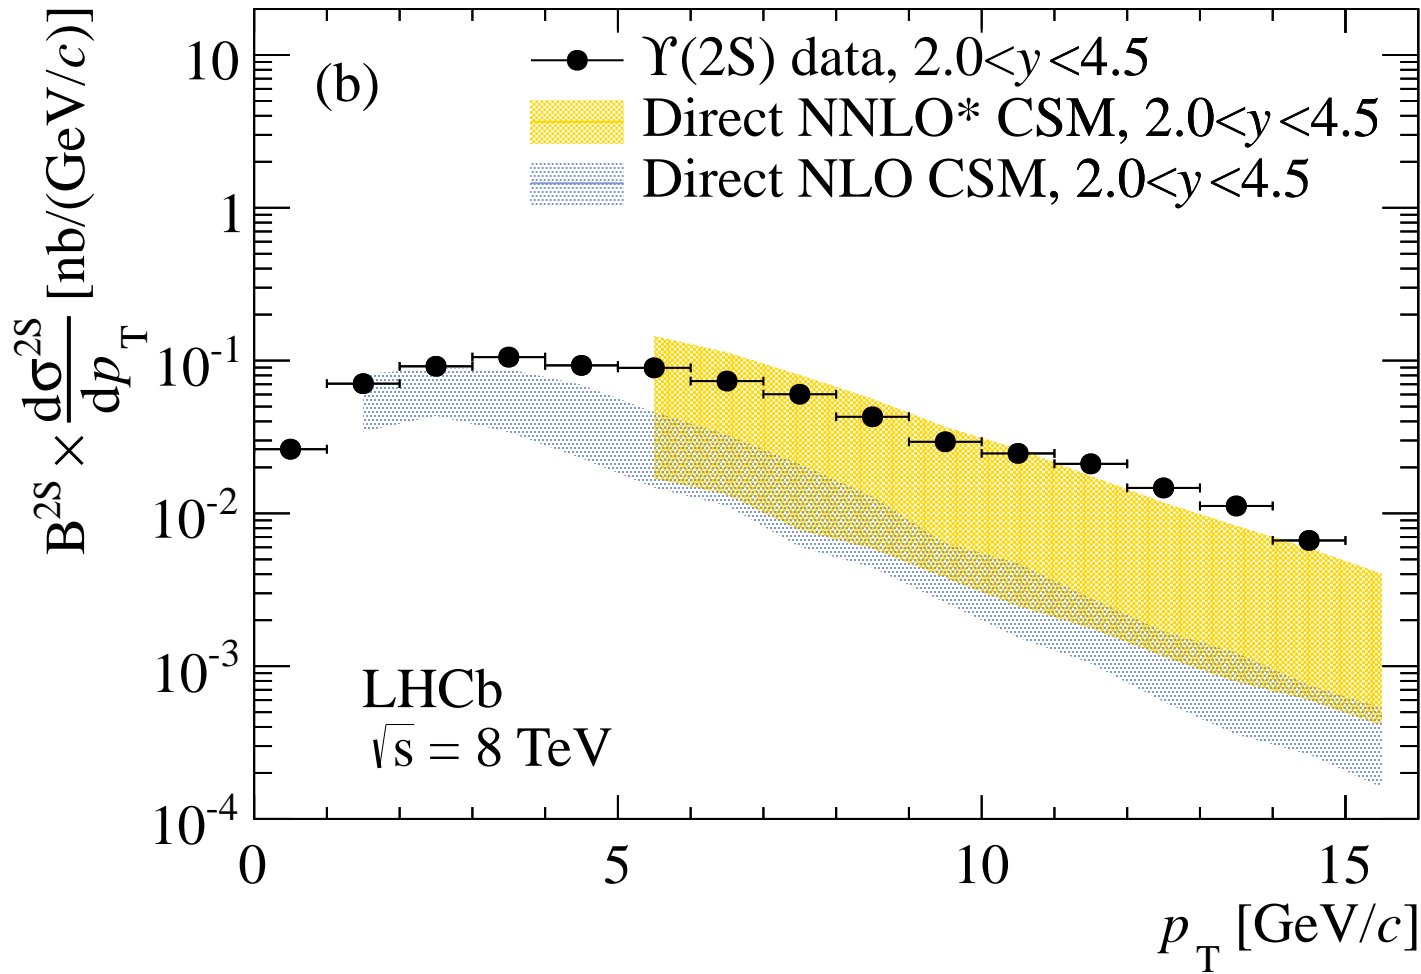 (b)
ϒ(2S) data, 2.0<y<4.5
Direct NNLO* CSM, 2.0<y<4.5
Direct NLO CSM, 2.0<y<4.5
B^2S × dσ^2S/dp_T [nb/(GeV/c)]
10
1
10^-1
10^-2
10^-3
10^-4
LHCb
√s = 8 TeV
0 5 10 15
p_T [GeV/c]